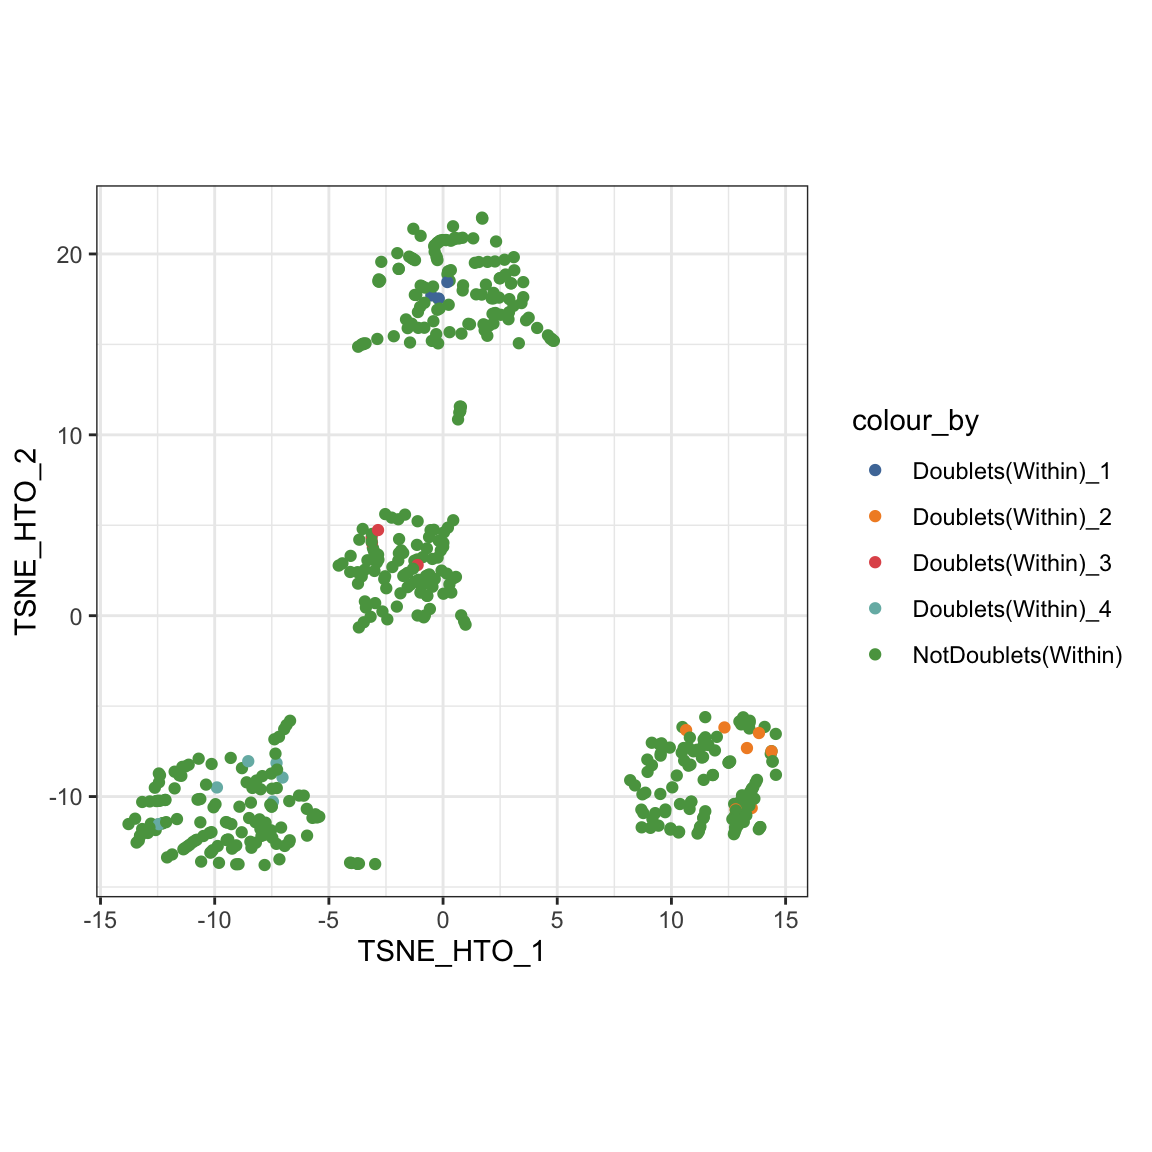 20
10
0
-10
-15
-10
-5
0
5
10
15
TSNE_HTO_1
TSNE_HTO_2
colour_by
Doublets(Within)_1
Doublets(Within)_2
Doublets(Within)_3
Doublets(Within)_4
NotDoublets(Within)